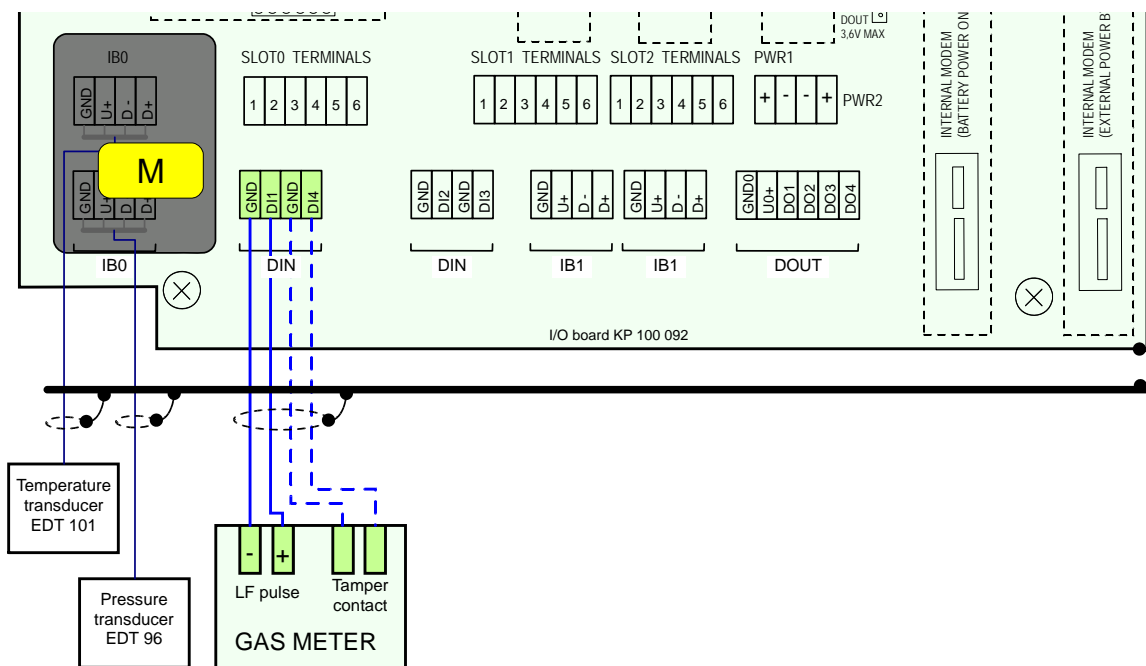 DOUT
3,6V MAX
IB0
SLOT0 TERMINALS
SLOT1 TERMINALS
SLOT2 TERMINALS
PWR1
GND
U+
D -
D+
1 2 3 4 5 6
1 2 3 4 5 6
1 2 3 4 5 6
+ - - +
PWR2
INTERNAL MODEM
(BATTERY POWER ON
INTERNAL MODEM
(EXTERNAL POWER B
M
GND
U+
D
D+
GND
DI1
GND
DI4
GND
DI2
GND
DI3
GND
U+
D -
D+
GND
U+
D -
D+
GND0
U0+
DO1
DO2
DO3
DO4
IB0
DIN
DIN
IB1
IB1
DOUT
I/O board KP 100 092
Temperature
transducer
EDT 101
- +
LF pulse
Tamper
contact
GAS METER
Pressure
transducer
EDT 96